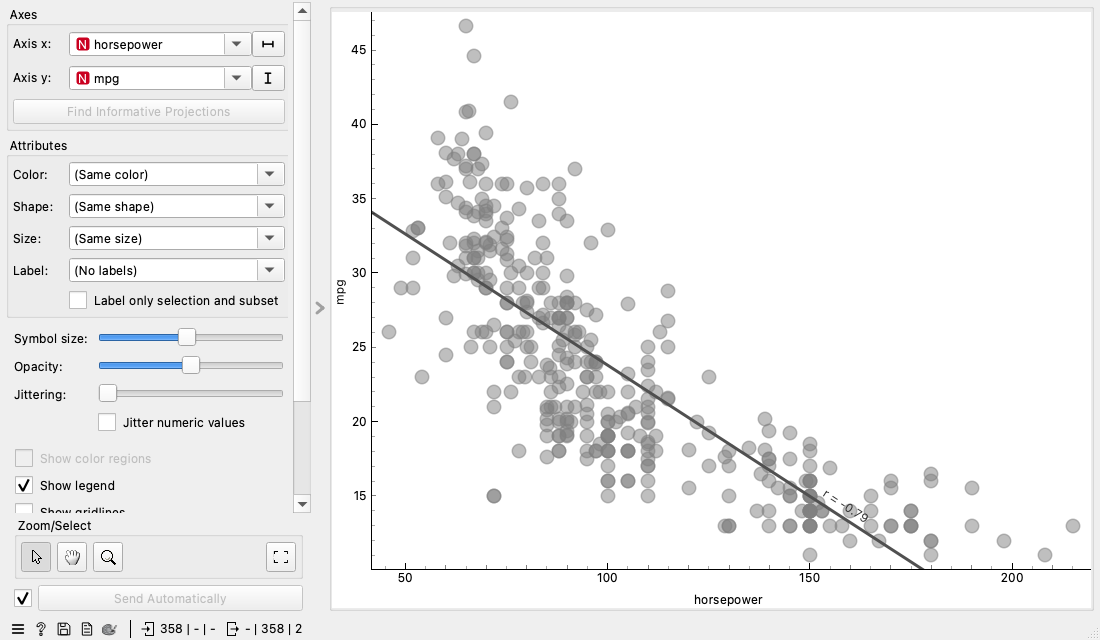 Axes
Axis x: N horsepower
Axis y: N mpg
Find Informative Projections
Attributes
Color: (Same color)
Shape: (Same shape)
Size: (Same size)
Label: (No labels)
Label only selection and subset
Symbol size:
Opacity:
Jittering:
Jitter numeric values
Show color regions
Show legend
Show gridlines
Zoom/Select
Send Automatically
? 358 | - | - - | 358 | 2
45
40
35
30
25
20
15
mpg
r = -0.79
50 100 150 200
horsepower